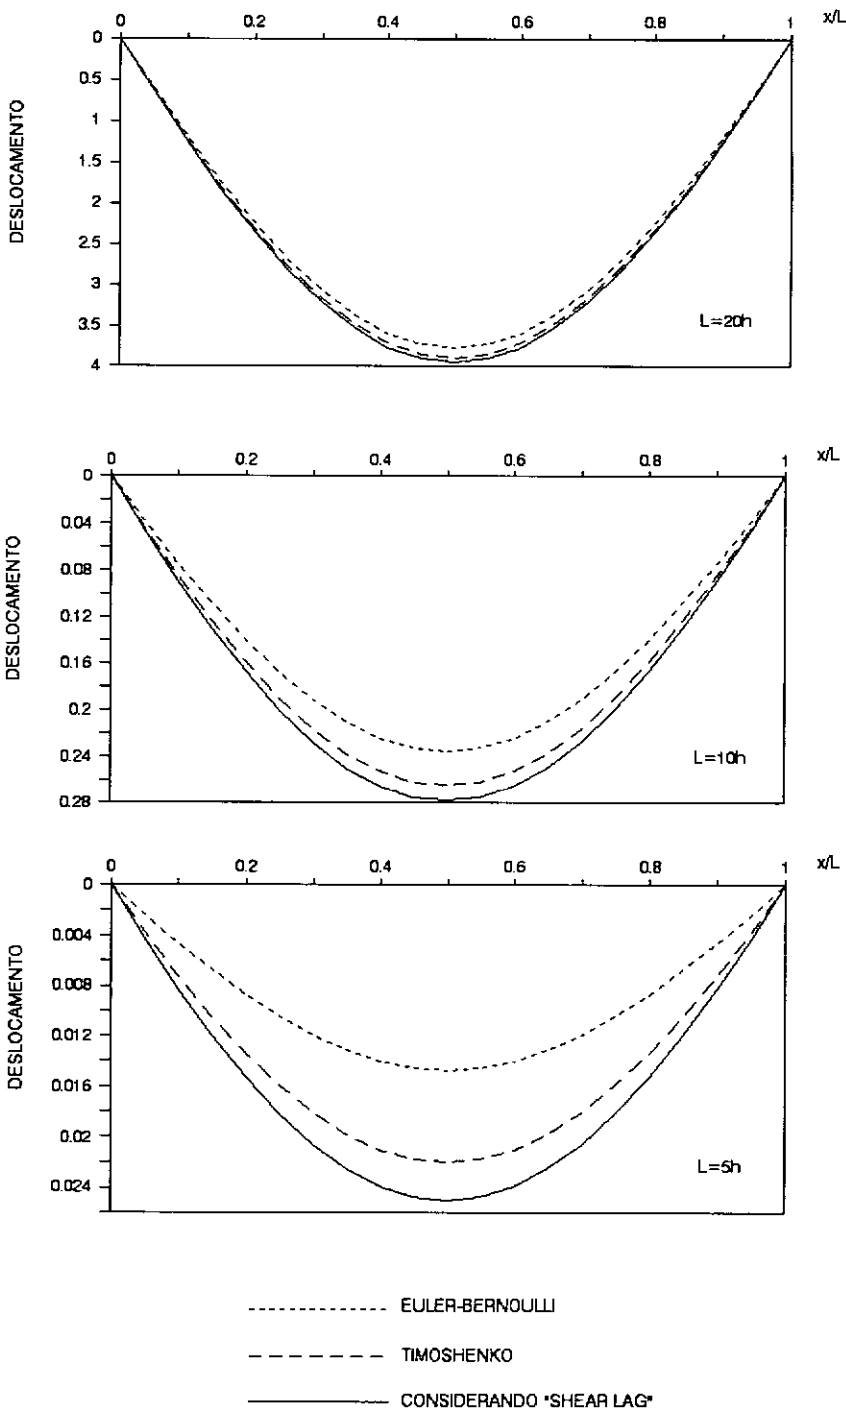 0 0.2 0.4 0.6 0.8 1 x/L
0
0.5
1
1.5
2
2.5
3
3.5
4
DESLOCAMENTO
L=20h
0 0.2 0.4 0.6 0.8 1 x/L
0
0.04
0.08
0.12
0.16
0.2
0.24
0.28
DESLOCAMENTO
L=10h
0 0.2 0.4 0.6 0.8 1 x/L
0
0.004
0.008
0.012
0.016
0.02
0.024
DESLOCAMENTO
L=5h
EULER-BERNOULLI
TIMOSHENKO
CONSIDERANDO "SHEAR LAG"